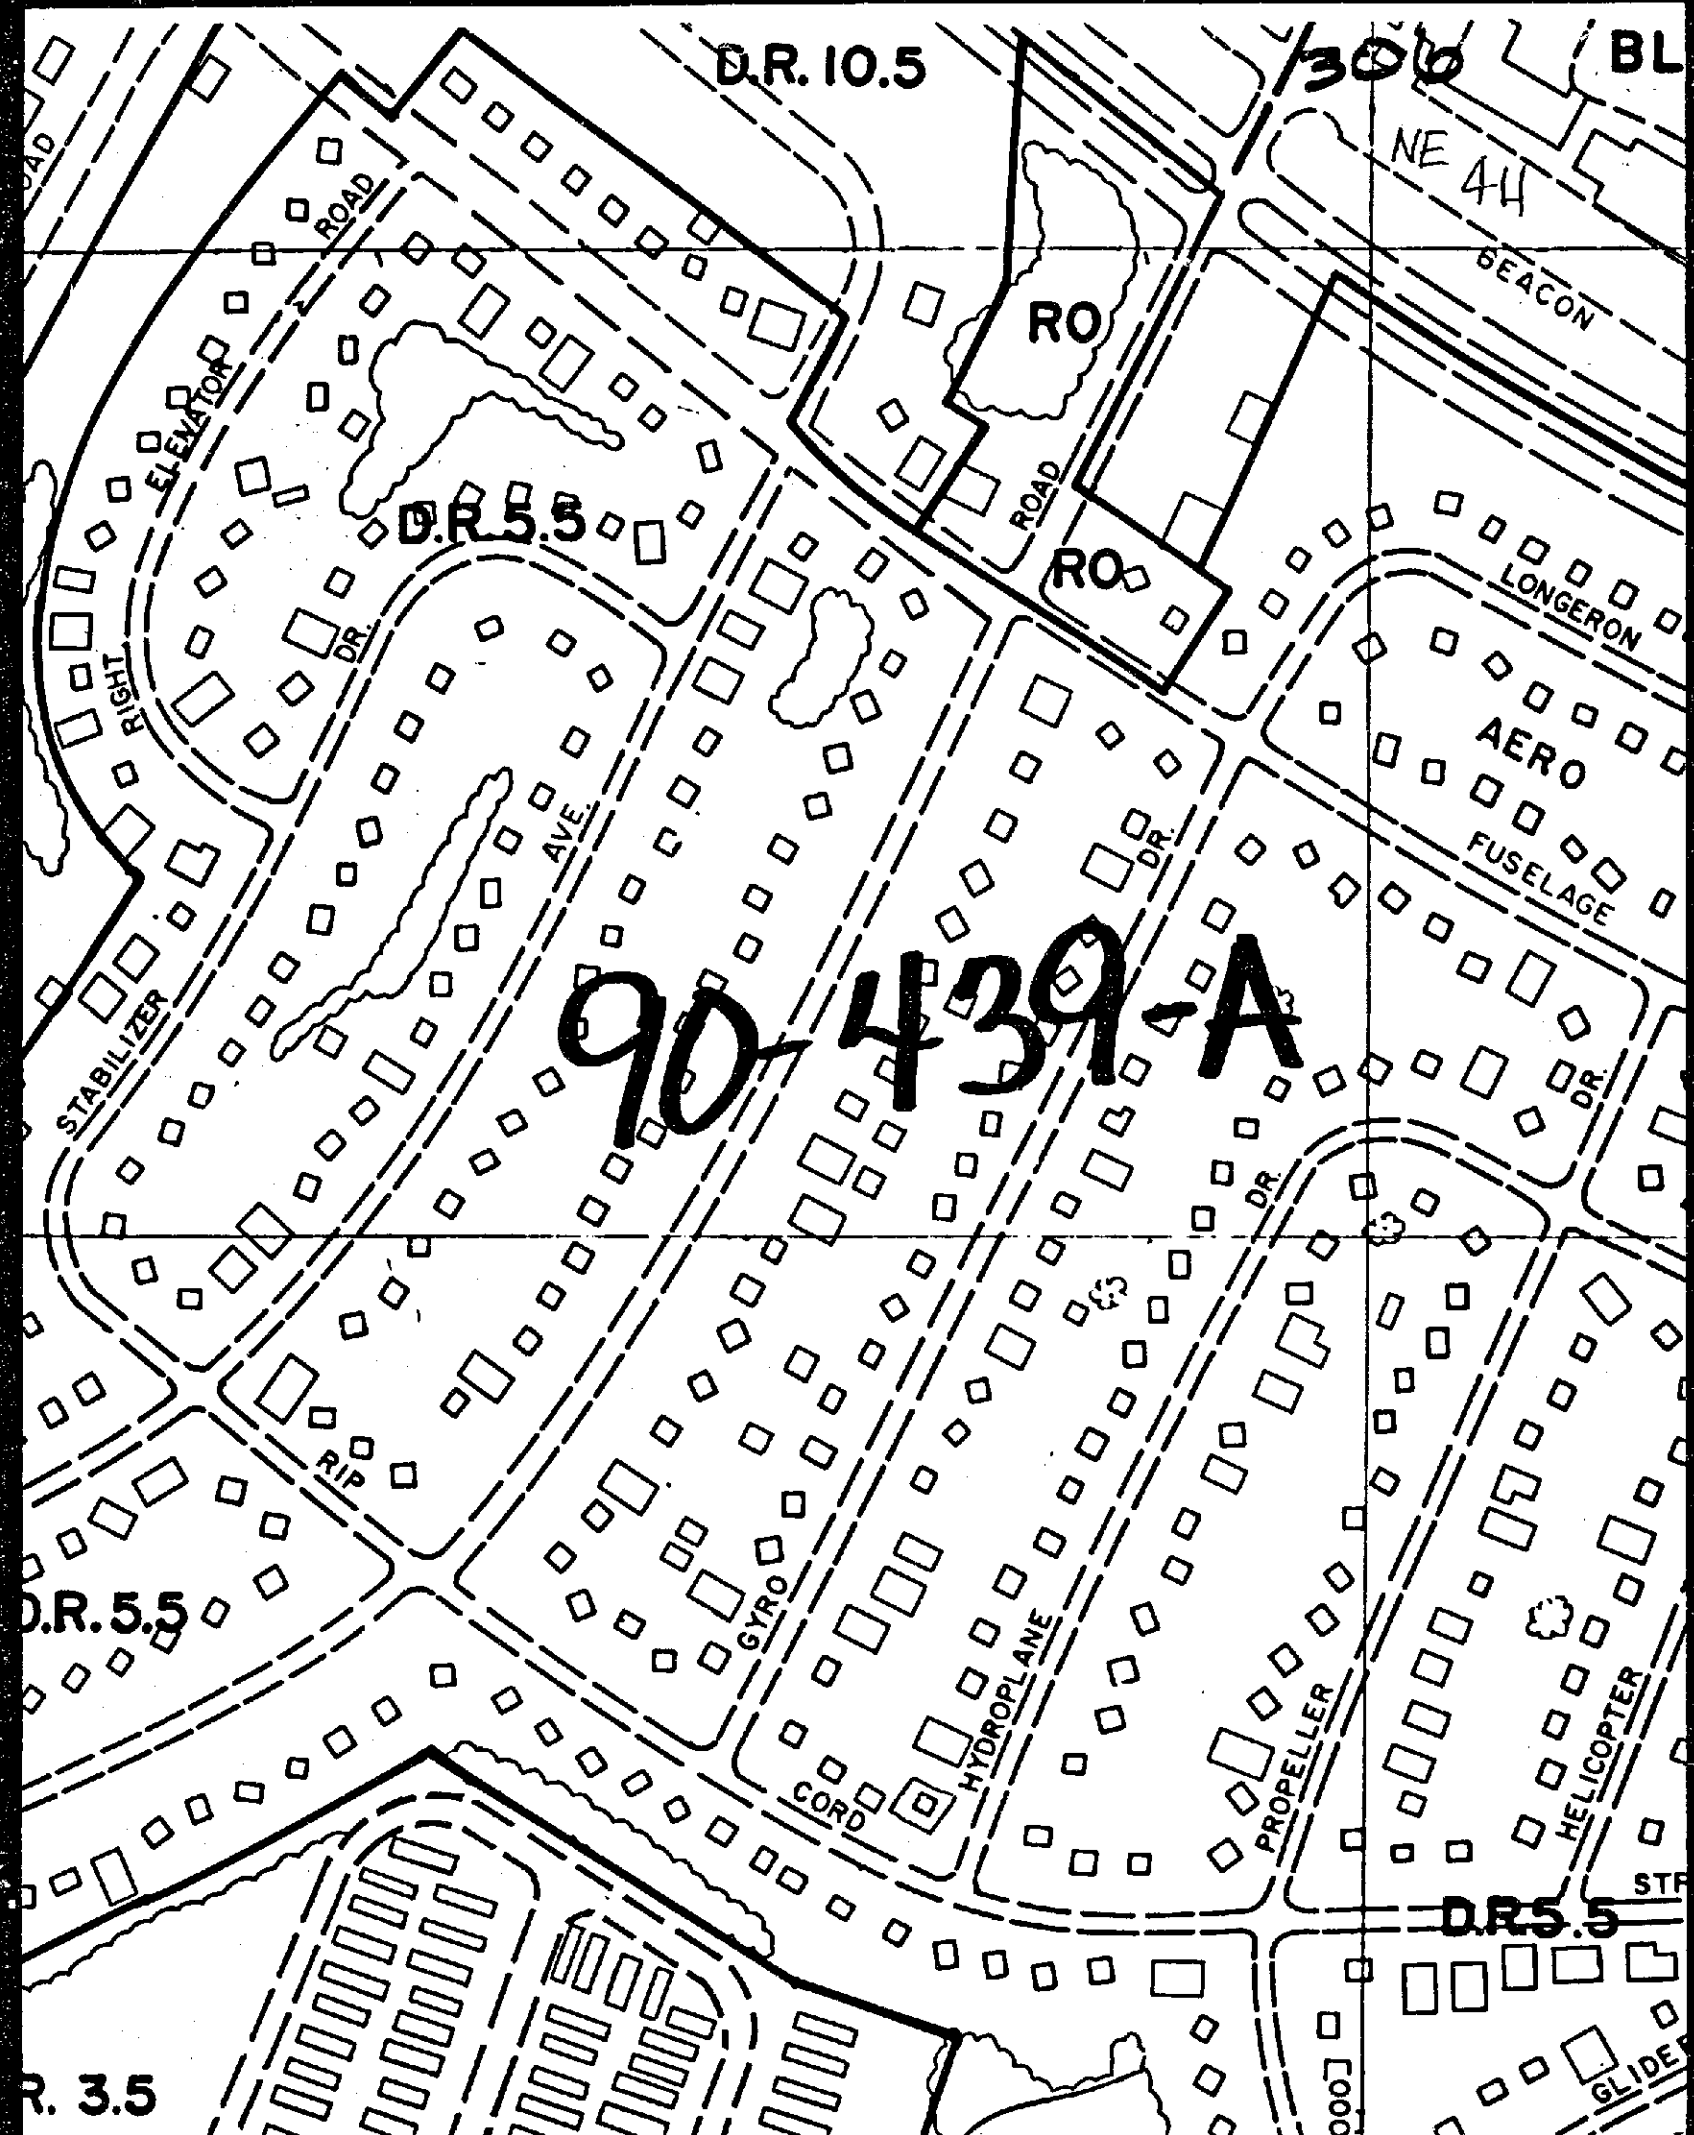 D.R. 10.5
300
BL
NE 4H
BEACON
ROAD
RO
ELEVATOR
D.R. 5.5
ROAD
RO
LONGERON
DR.
RIGHT
AERO
AVE.
DR.
FUSELAGE
90-439-A
STABILIZER
DR.
DR.
RIP
D.R. 5.5
GYRO
HYDROPLANE
PROPELLER
HELICOPTER
CORD
D.R. 5.5
R. 3.5
GLIDE